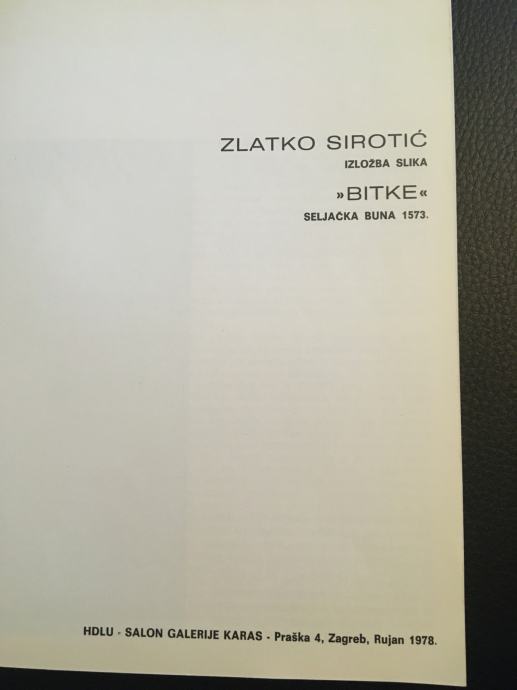 ZLATKO SIROTIĆ
IZLOŽBA SLIKA
»BITKE«
SELJAČKA BUNA 1573.
HDLU - SALON GALERIJE KARAS - Praška 4, Zagreb, Rujan 1978.